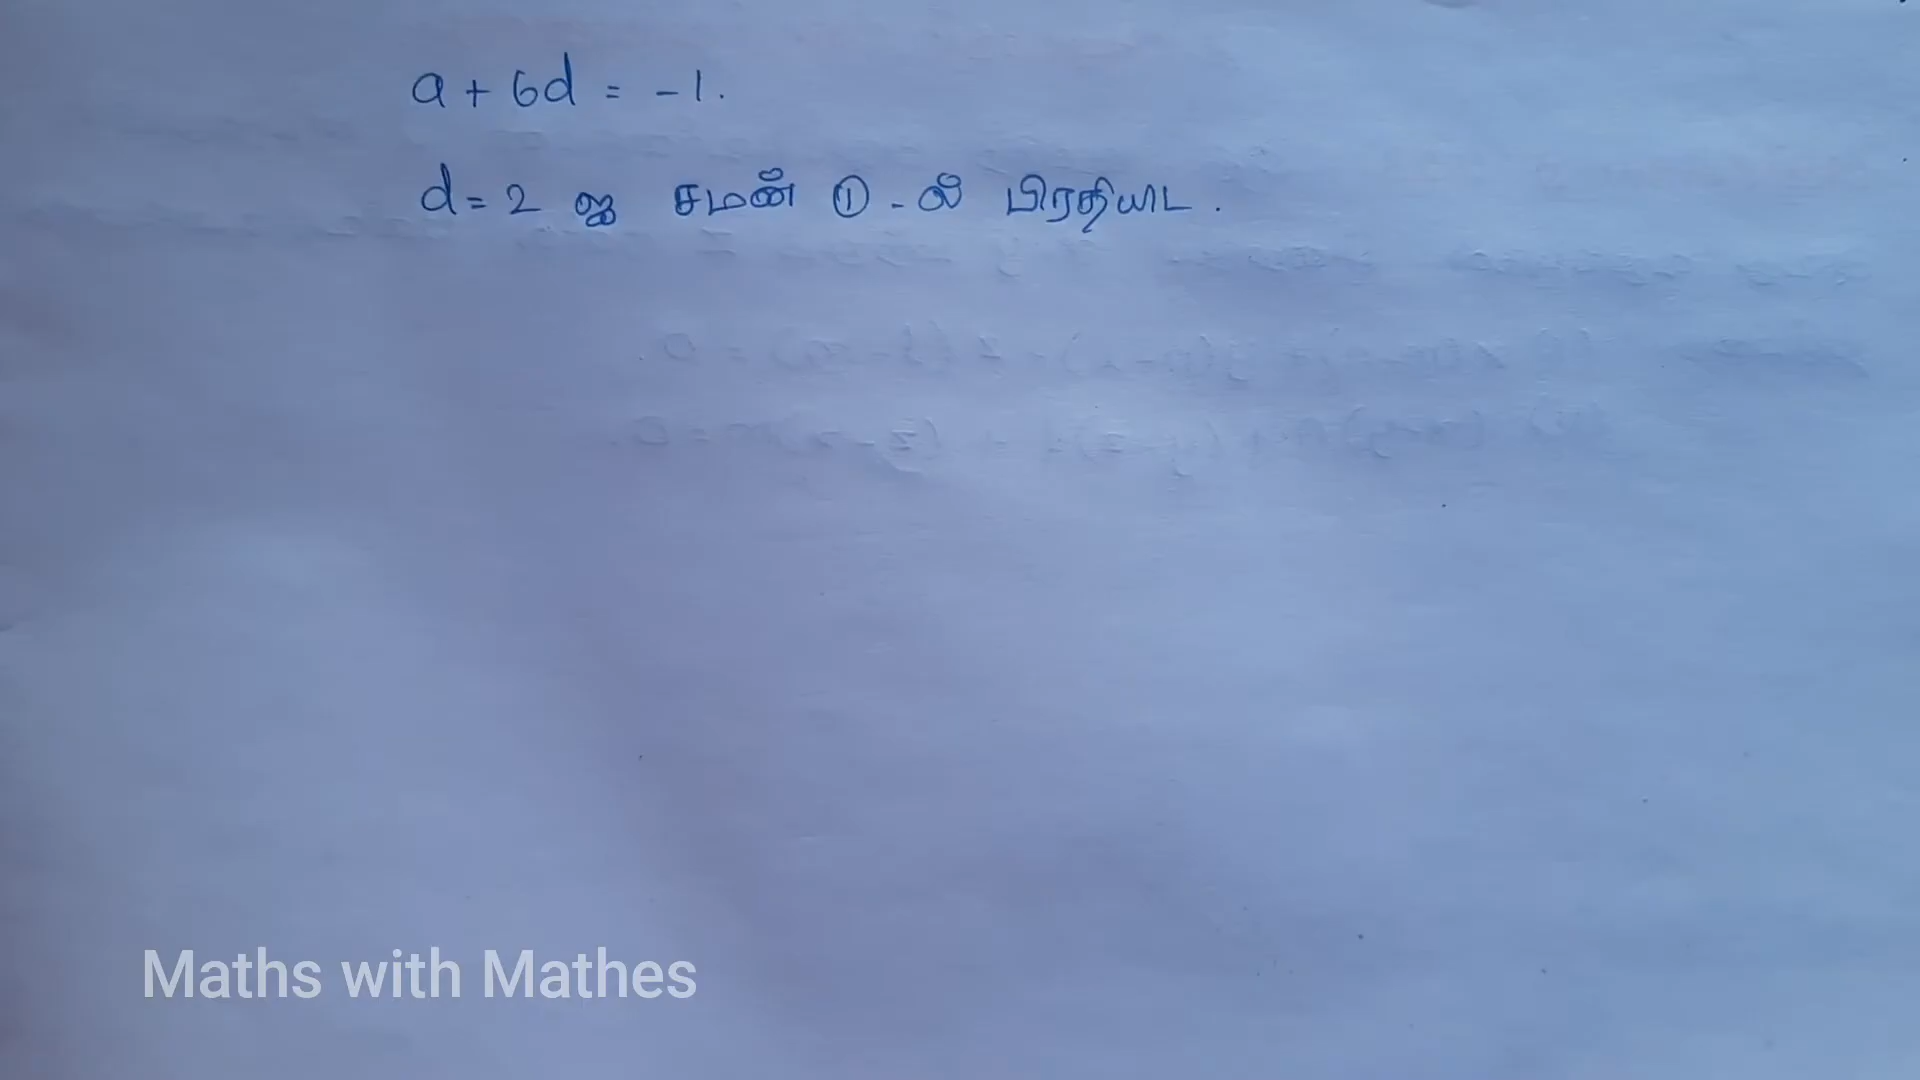 a + 6d = -1.
d = 2 ஐ சமன் ① - ல் பிரதியிட .
Maths with Mathes